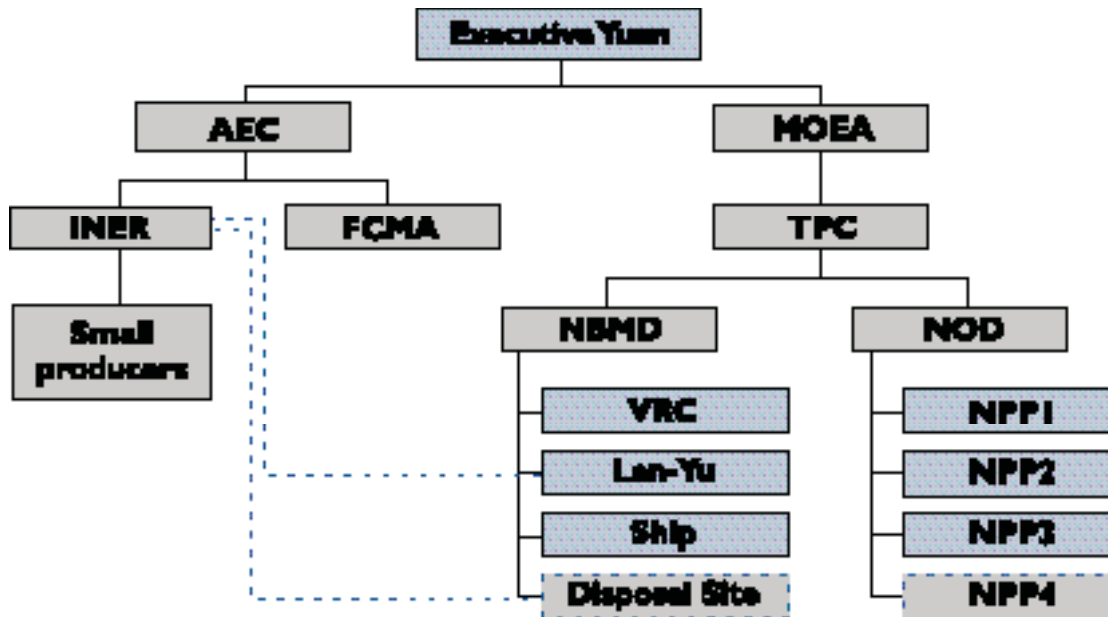 Executive Yuan
AEC
MOEA
INER
FCMA
TPC
Small
producers
NBMD
NOD
VRC
NPP1
Lan-Yu
NPP2
Ship
NPP3
Disposal Site
NPP4